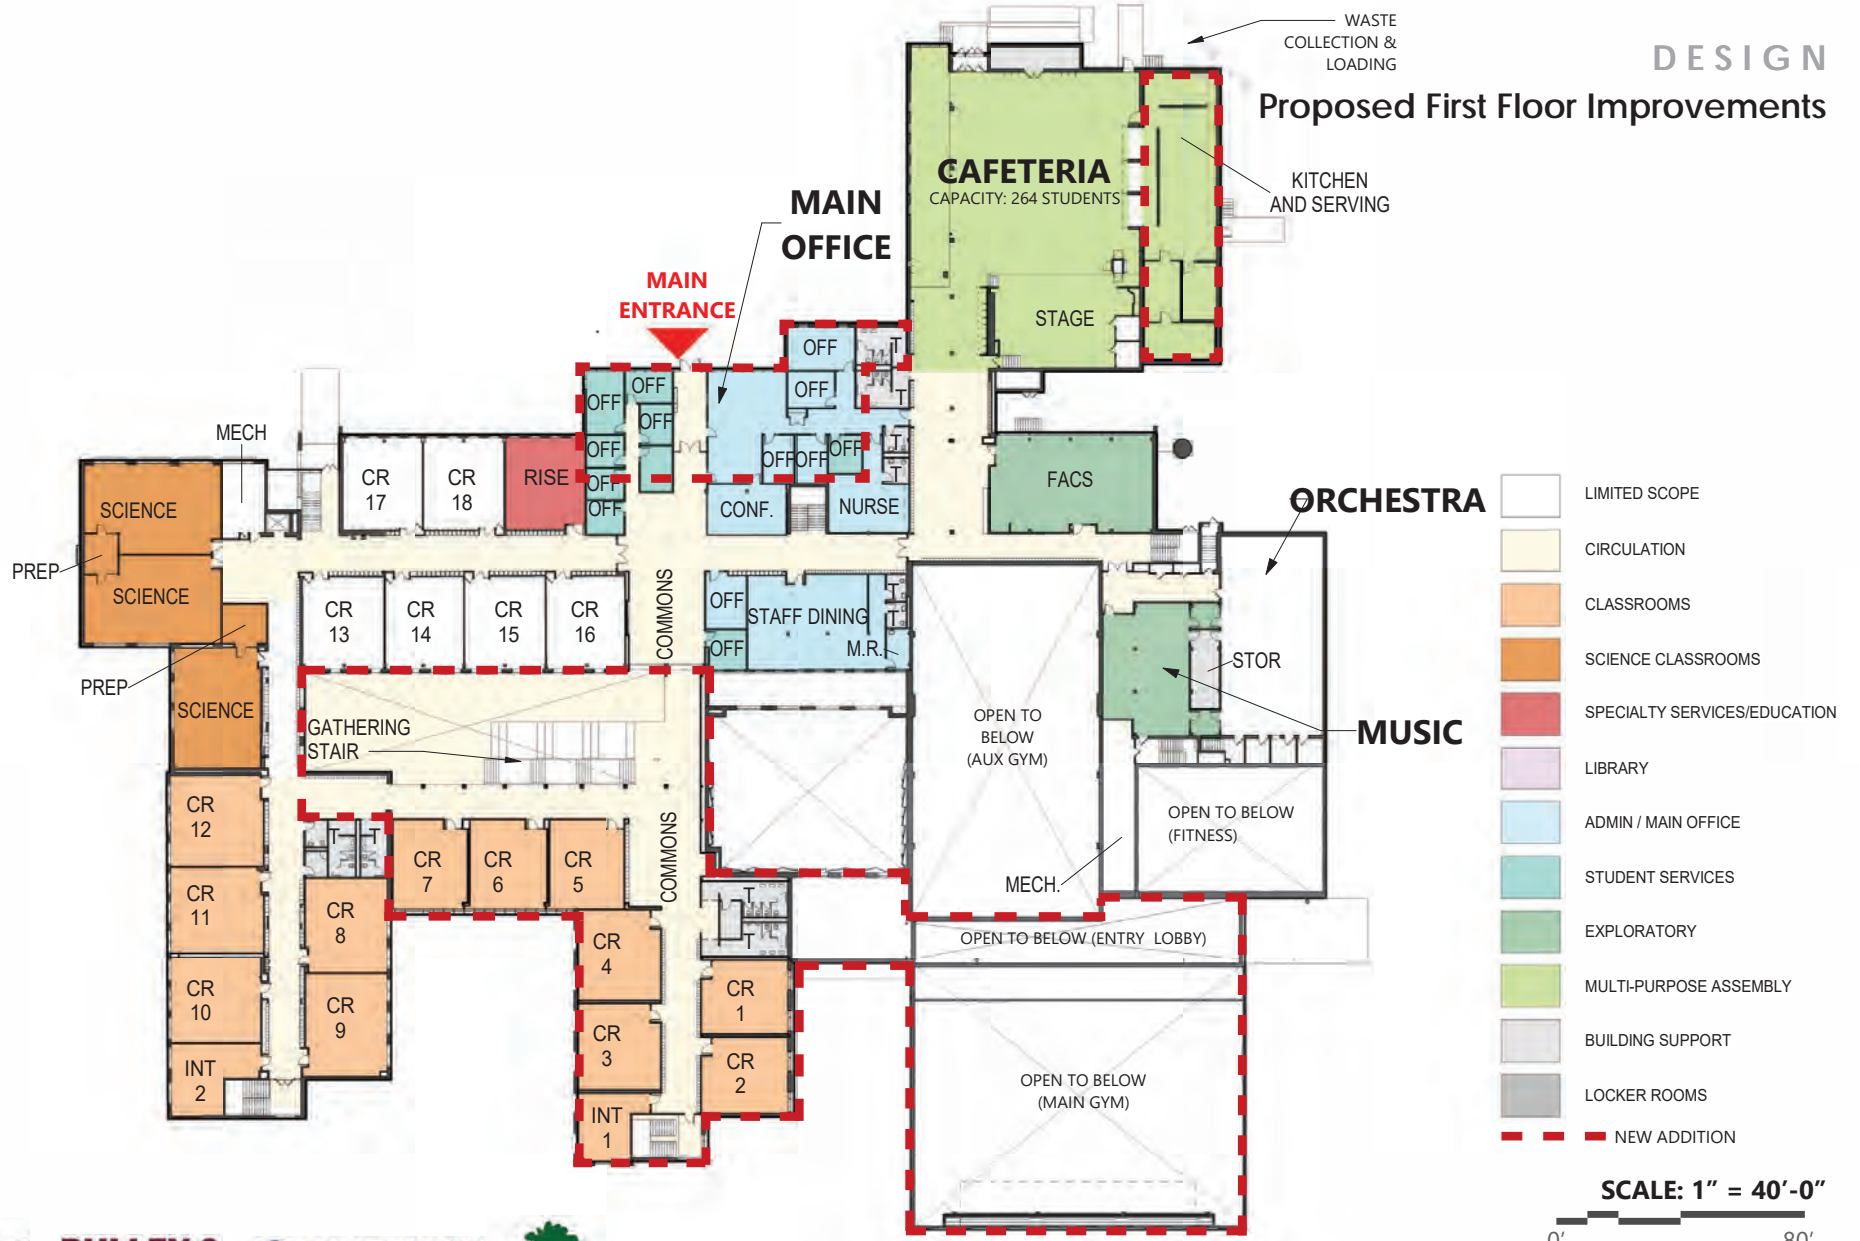 WASTE
COLLECTION &
LOADING
DESIGN
Proposed First Floor Improvements
CAFETERIA
CAPACITY: 264 STUDENTS
KITCHEN
AND SERVING
MAIN
OFFICE
MAIN
ENTRANCE
STAGE
OFF
T
OFF
OFF
OFF
T
OFF
OFF
OFF
OFF
OFF
OFF
T
OFF
T
OFF
MECH
CR
17
CR
18
RISE
CONF.
NURSE
FACS
ORCHESTRA
SCIENCE
PREP
SCIENCE
PREP
SCIENCE
CR
13
CR
14
CR
15
CR
16
COMMONS
OFF
STAFF DINING
T
T
OFF
M.R.
STOR
MUSIC
GATHERING
STAIR
OPEN TO
BELOW
(AUX GYM)
OPEN TO BELOW
(FITNESS)
MECH.
CR
12
T
T
CR
7
CR
6
CR
5
COMMONS
CR
11
CR
8
T
T
CR
4
OPEN TO BELOW (ENTRY LOBBY)
CR
10
CR
9
CR
3
CR
1
CR
2
INT
2
INT
1
OPEN TO BELOW
(MAIN GYM)
LIMITED SCOPE
CIRCULATION
CLASSROOMS
SCIENCE CLASSROOMS
SPECIALTY SERVICES/EDUCATION
LIBRARY
ADMIN / MAIN OFFICE
STUDENT SERVICES
EXPLORATORY
MULTI-PURPOSE ASSEMBLY
BUILDING SUPPORT
LOCKER ROOMS
NEW ADDITION
SCALE: 1” = 40’-0”
0’ 80’